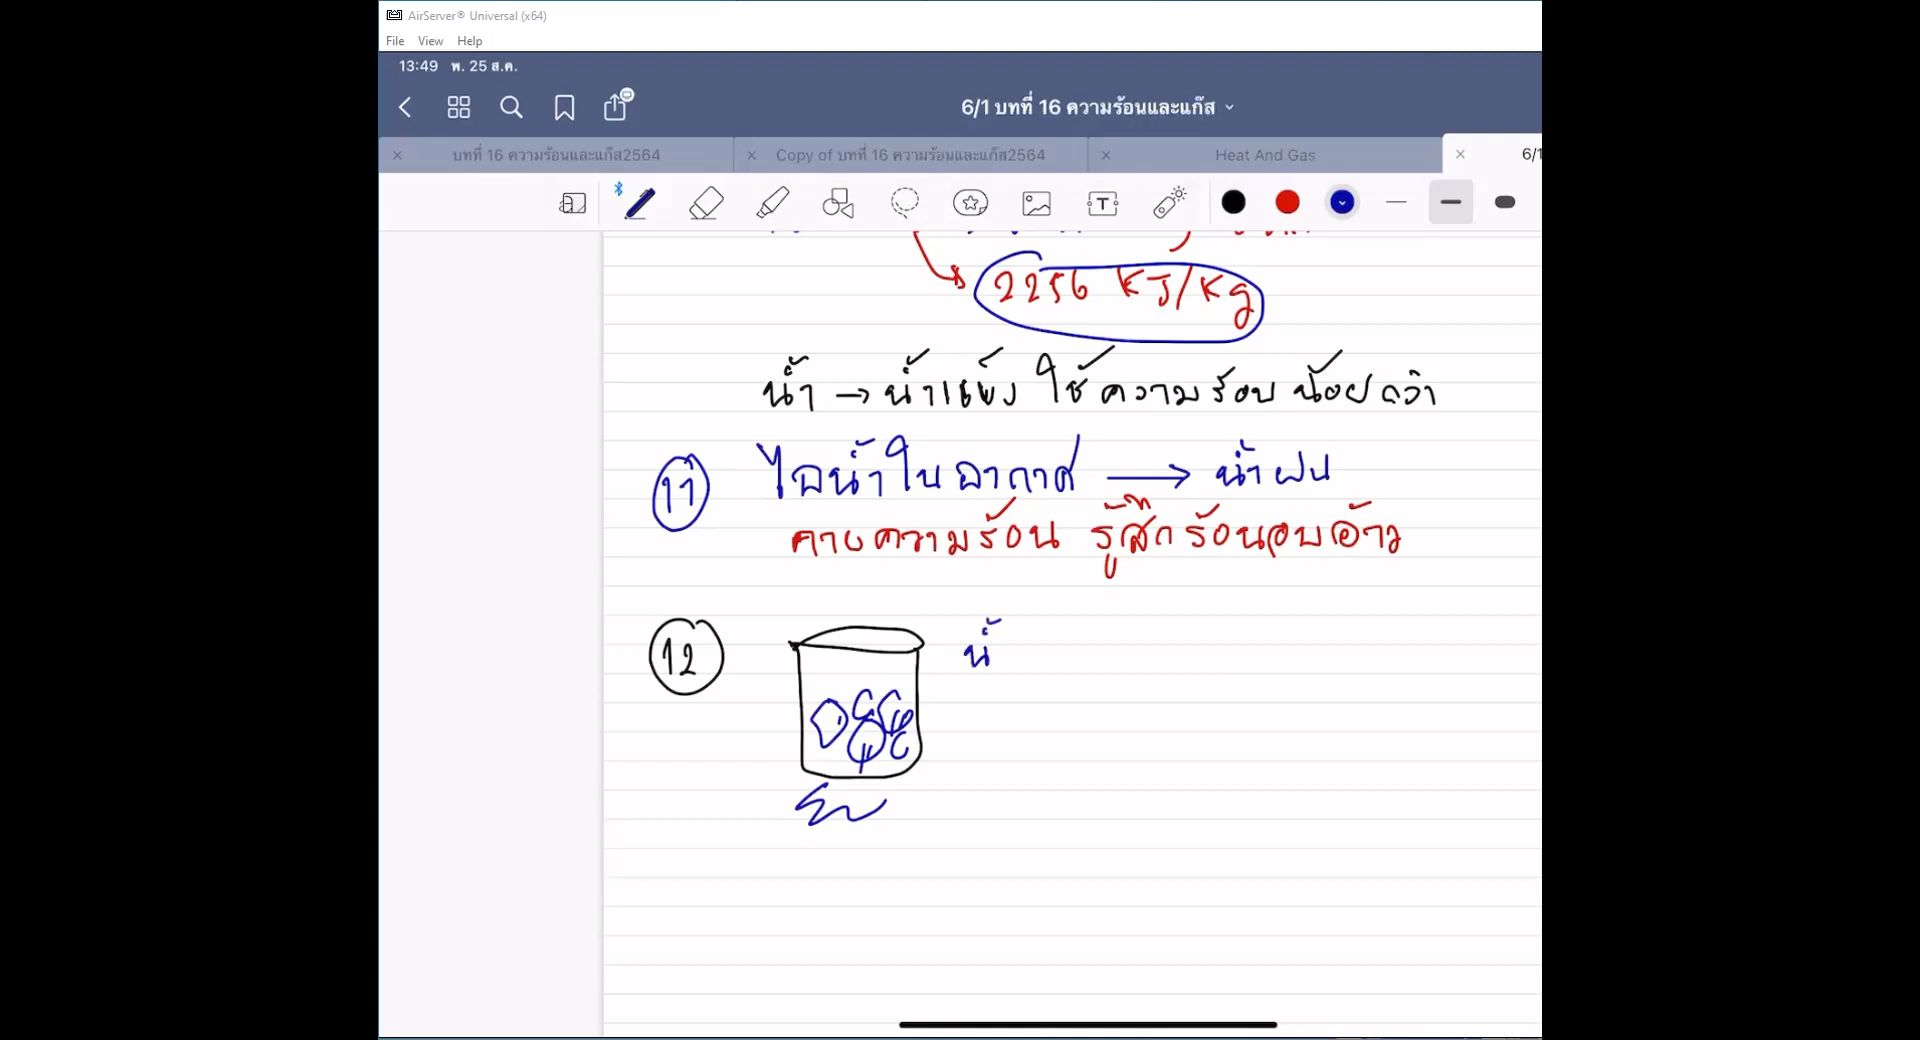 AirServer® Universal (x64)
File View Help
13:49 พ. 25 ส.ค.
6/1 บทที่ 16 ความร้อนและแก๊ส
บทที่ 16 ความร้อนและแก๊ส2564 Copy of บทที่ 16 ความร้อนและแก๊ส2564 Heat And Gas 6/1
T
2256 KJ/Kg
น้ำ → น้ำแข็ง ใช้ความร้อนน้อยกว่า
11 ไอน้ำในอากาศ → น้ำฝน
คายความร้อน รู้สึกร้อนอบอ้าว
12 น้ำ